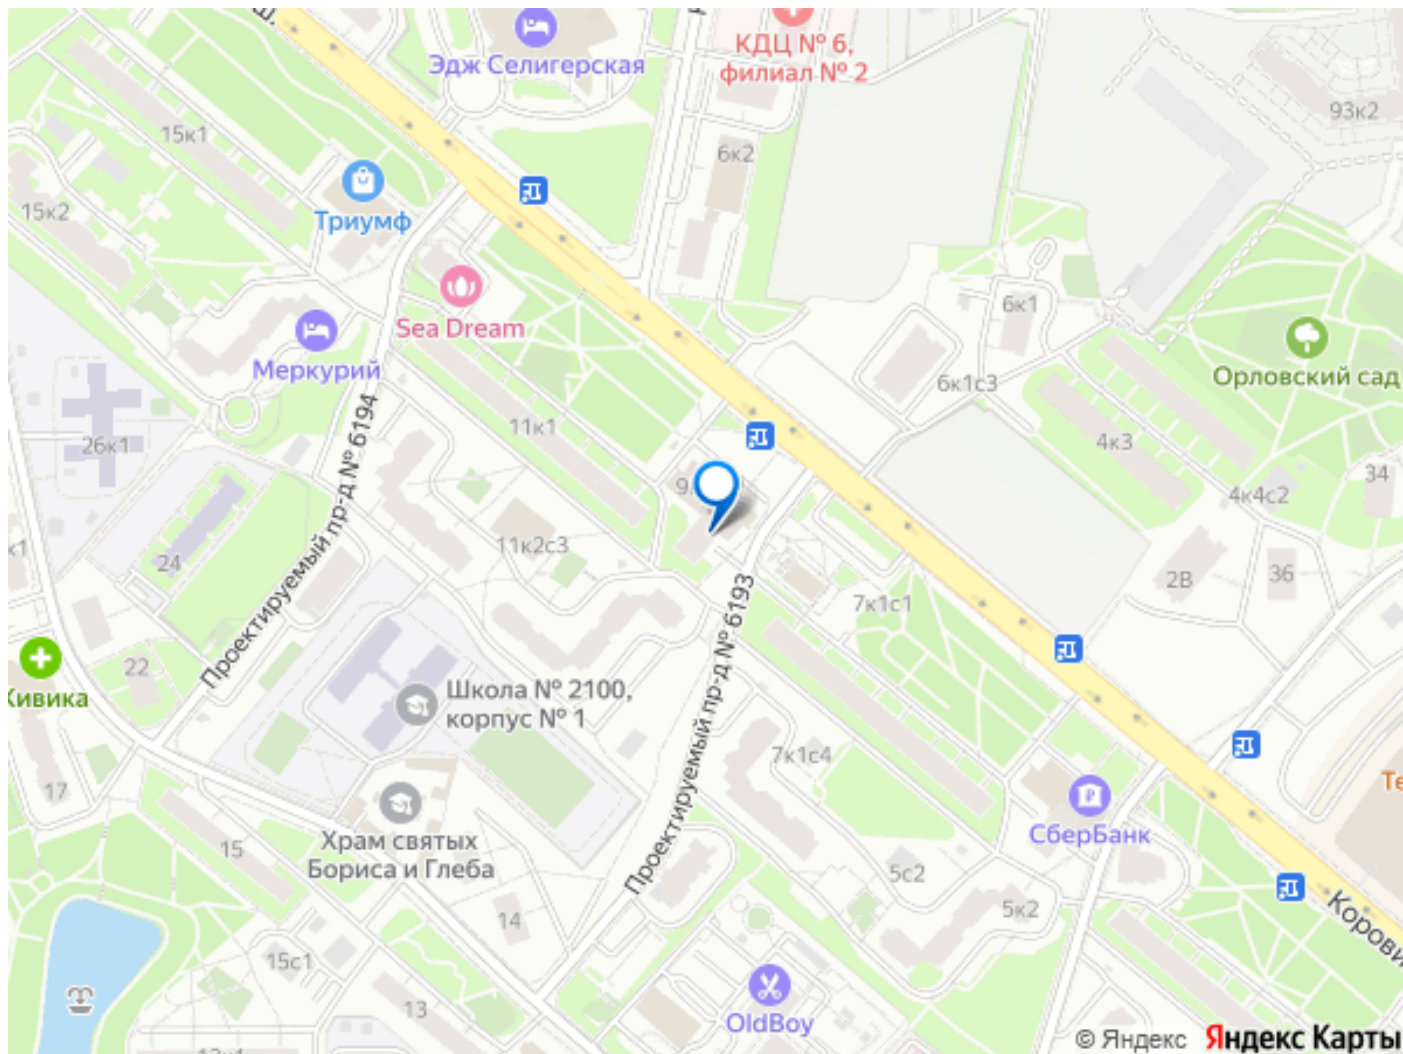 ш.
Эдж Селигерская
КДЦ № 6,
филиал № 2
93к2
15к1
6к2
15к2
Триумф
Sea Dream
6к1
Меркурий
Орловский сад
6к1с3
11к1
26к1
4к3
Проектируемый пр-д № 6194
34
4к4с2
11к2с3
24
36
2В
7к1с1
Проектируемый пр-д № 6193
22
Школа № 2100,
корпус № 1
17
7к1с4
СберБанк
15
Храм святых
Бориса и Глеба
5с2
5к2
14
Корови
15с1
13
OldBoy
© Яндекс Яндекс Карты